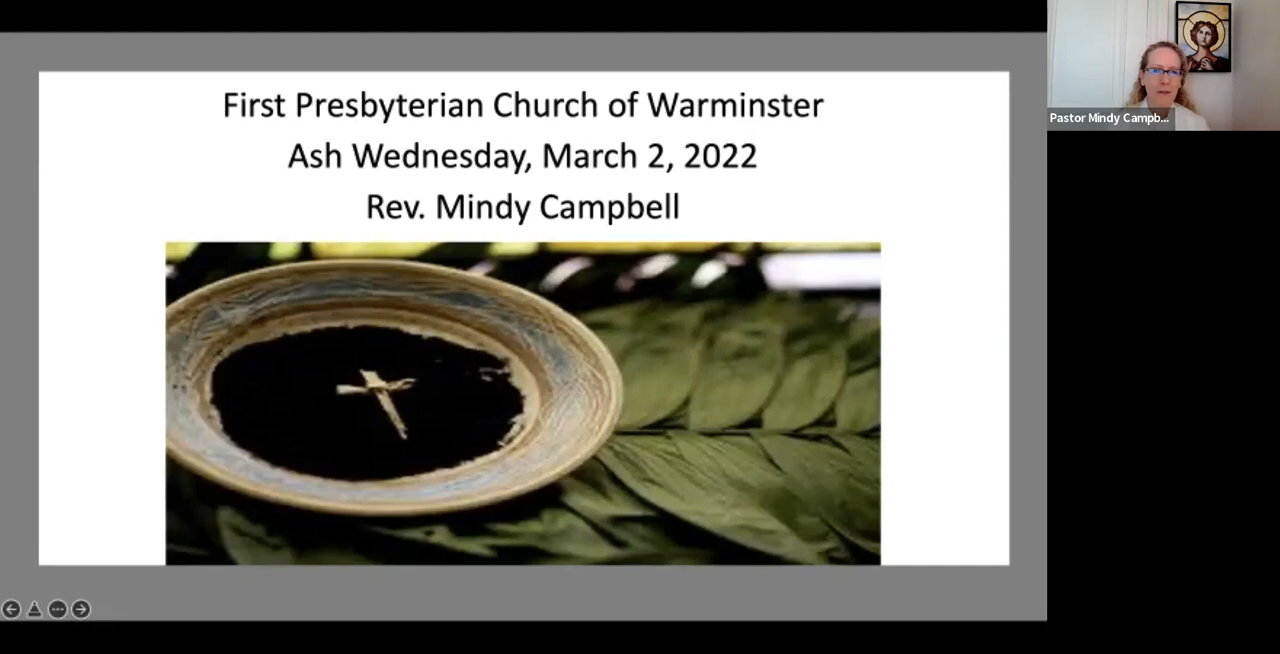 First Presbyterian Church of Warminster
Ash Wednesday, March 2, 2022
Rev. Mindy Campbell
Pastor Mindy Campb...